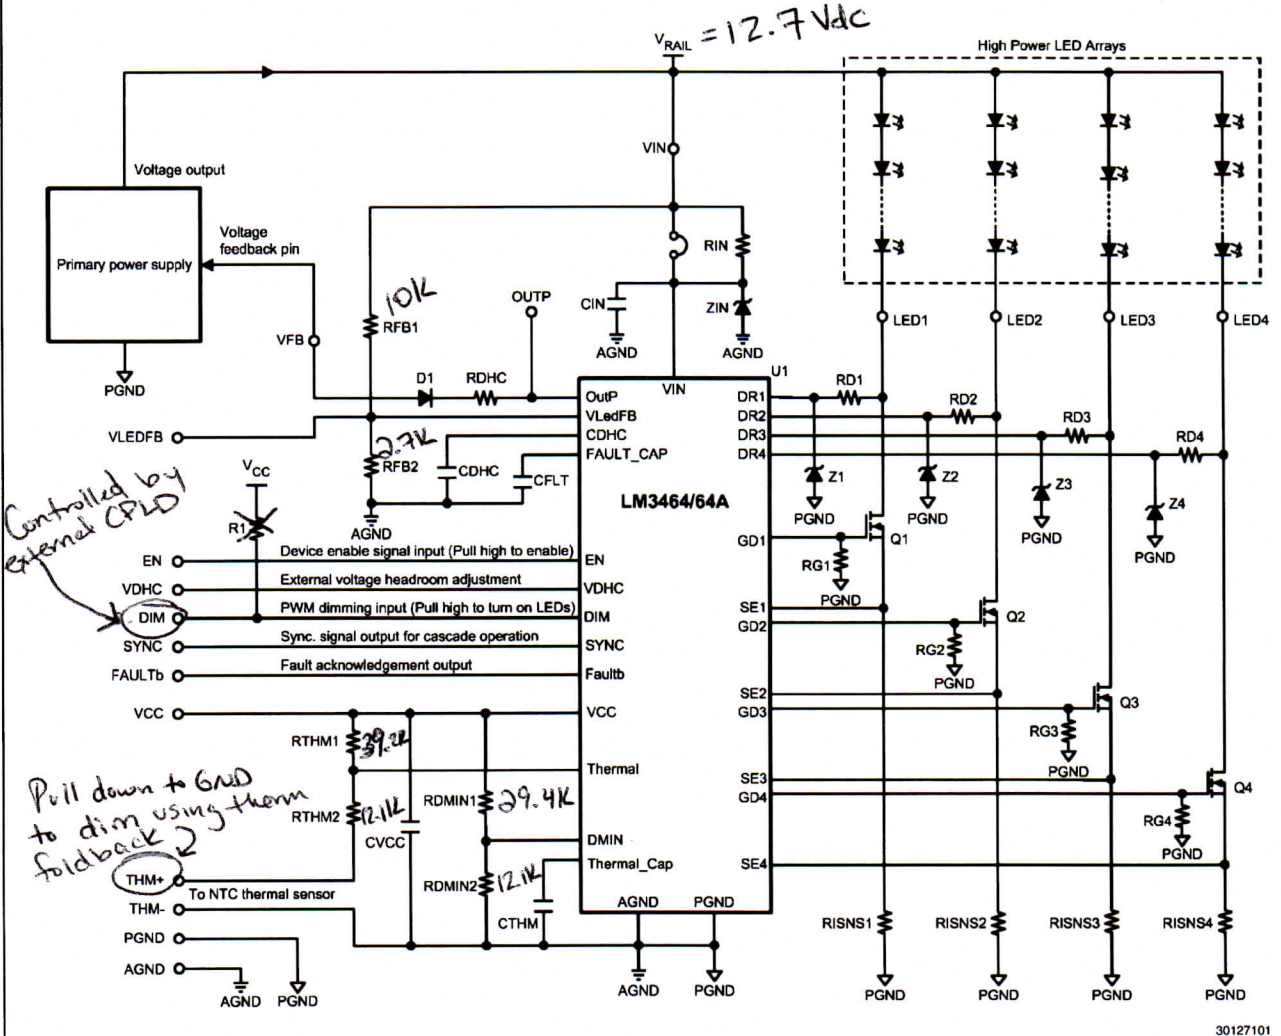 VRAIL = 12.7 Vdc
High Power LED Arrays
VIN
Voltage output
Voltage feedback pin
Primary power supply
RIN
10K
RFB1
OUTP
CIN
ZIN
LED1
LED2
LED3
LED4
VFB
AGND
AGND
PGND
D1
RDHC
VIN
U1
OutP
DR1
RD1
VLedFB
DR2
RD2
VLEDFB
CDHC
DR3
RD3
2.7K
RFB2
FAULT_CAP
DR4
RD4
CDHC
CFLT
VCC
LM3464/64A
Z1
Z2
Z3
Z4
Controlled by
external CPLD
R1
AGND
PGND
PGND
PGND
PGND
Q1
GD1
EN
Device enable signal input (Pull high to enable)
EN
RG1
VDHC
External voltage headroom adjustment
VDHC
PGND
DIM
PWM dimming input (Pull high to turn on LEDs)
DIM
SE1
GD2
Q2
SYNC
Sync. signal output for cascade operation
SYNC
RG2
PGND
FAULTb
Fault acknowledgement output
Faultb
SE2
GD3
Q3
VCC
VCC
RG3
RTHM1
39.2K
PGND
Thermal
SE3
GD4
Q4
Pull down to GND
to dim using therm
foldback
RTHM2
12.1K
RDMIN1
29.4K
CVCC
RG4
PGND
DMIN
Thermal_Cap
SE4
THM+
To NTC thermal sensor
RDMIN2
12.1K
THM-
CTHM
AGND
PGND
RISNS1
RISNS2
RISNS3
RISNS4
PGND
AGND
AGND
PGND
AGND
PGND
PGND
PGND
PGND
PGND
30127101